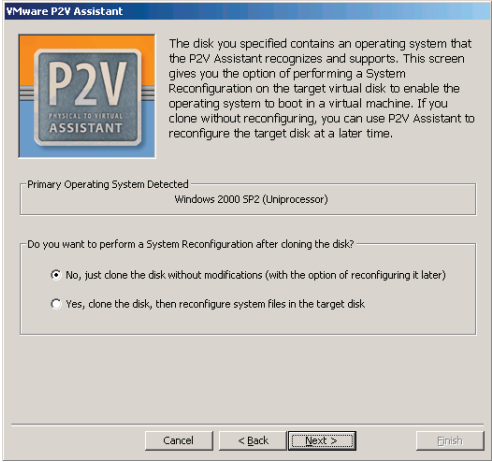 VMware P2V Assistant
P2V
PHYSICAL TO VIRTUAL
ASSISTANT
The disk you specified contains an operating system that
the P2V Assistant recognizes and supports. This screen
gives you the option of performing a System
Reconfiguration on the target virtual disk to enable the
operating system to boot in a virtual machine. If you
clone without reconfiguring, you can use P2V Assistant to
reconfigure the target disk at a later time.
Primary Operating System Detected
Windows 2000 SP2 (Uniprocessor)
Do you want to perform a System Reconfiguration after cloning the disk?
No, just clone the disk without modifications (with the option of reconfiguring it later)
Yes, clone the disk, then reconfigure system files in the target disk
Cancel
< Back
Next >
Finish